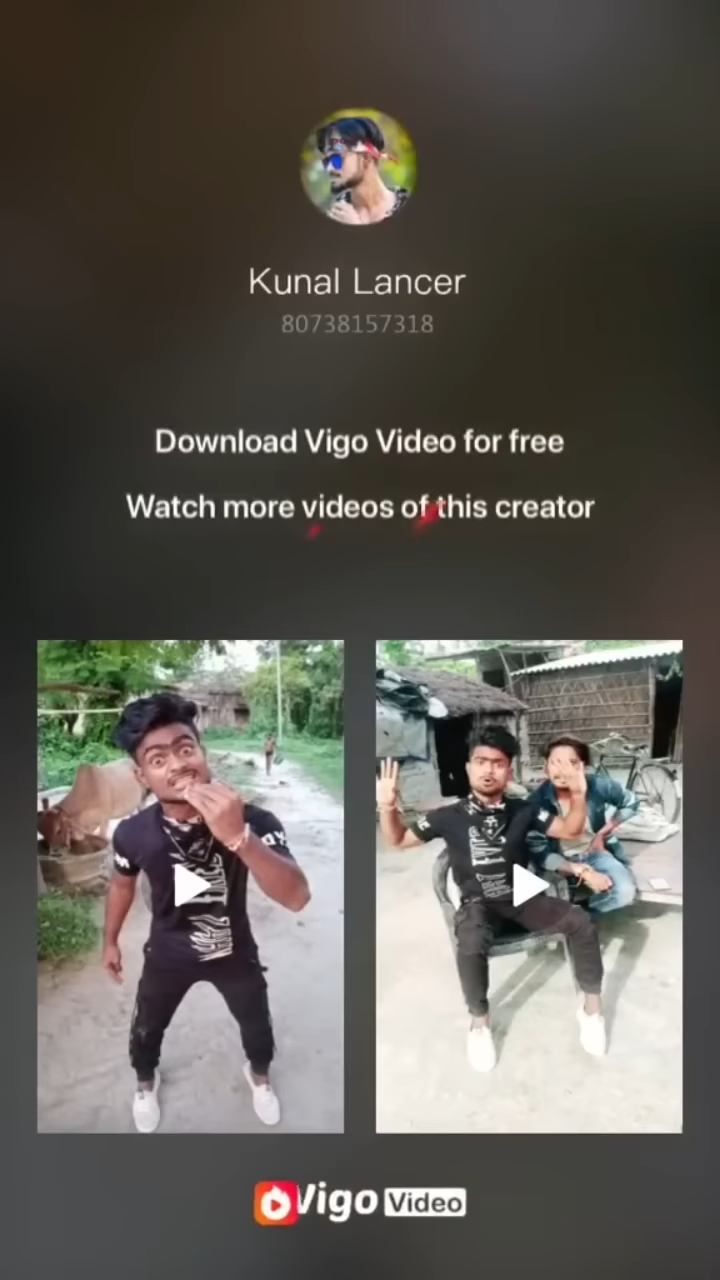 Kunal Lancer
80738157318
Download Vigo Video for free
Watch more videos of this creator
Vigo Video